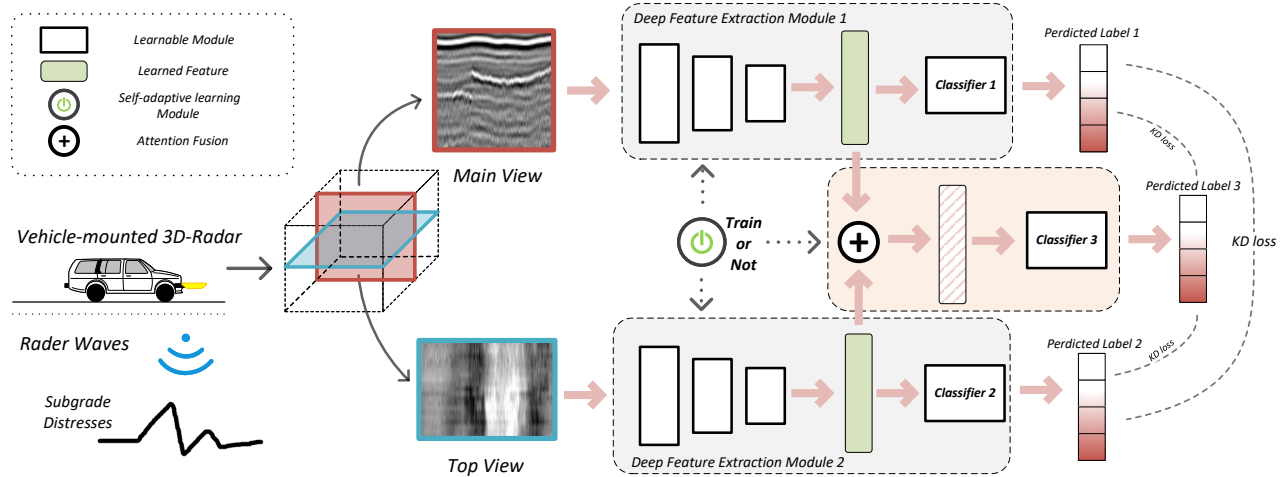 Learnable Module
Learned Feature
Self-adaptive learning
Module
Attention Fusion
Vehicle-mounted 3D-Radar
Rader Waves
Subgrade
Distresses
Main View
Top View
Deep Feature Extraction Module 1
Classifier 1
Perdicted Label 1
Train
or
Not
Classifier 3
Perdicted Label 3
KD loss
KD loss
KD loss
Classifier 2
Perdicted Label 2
Deep Feature Extraction Module 2